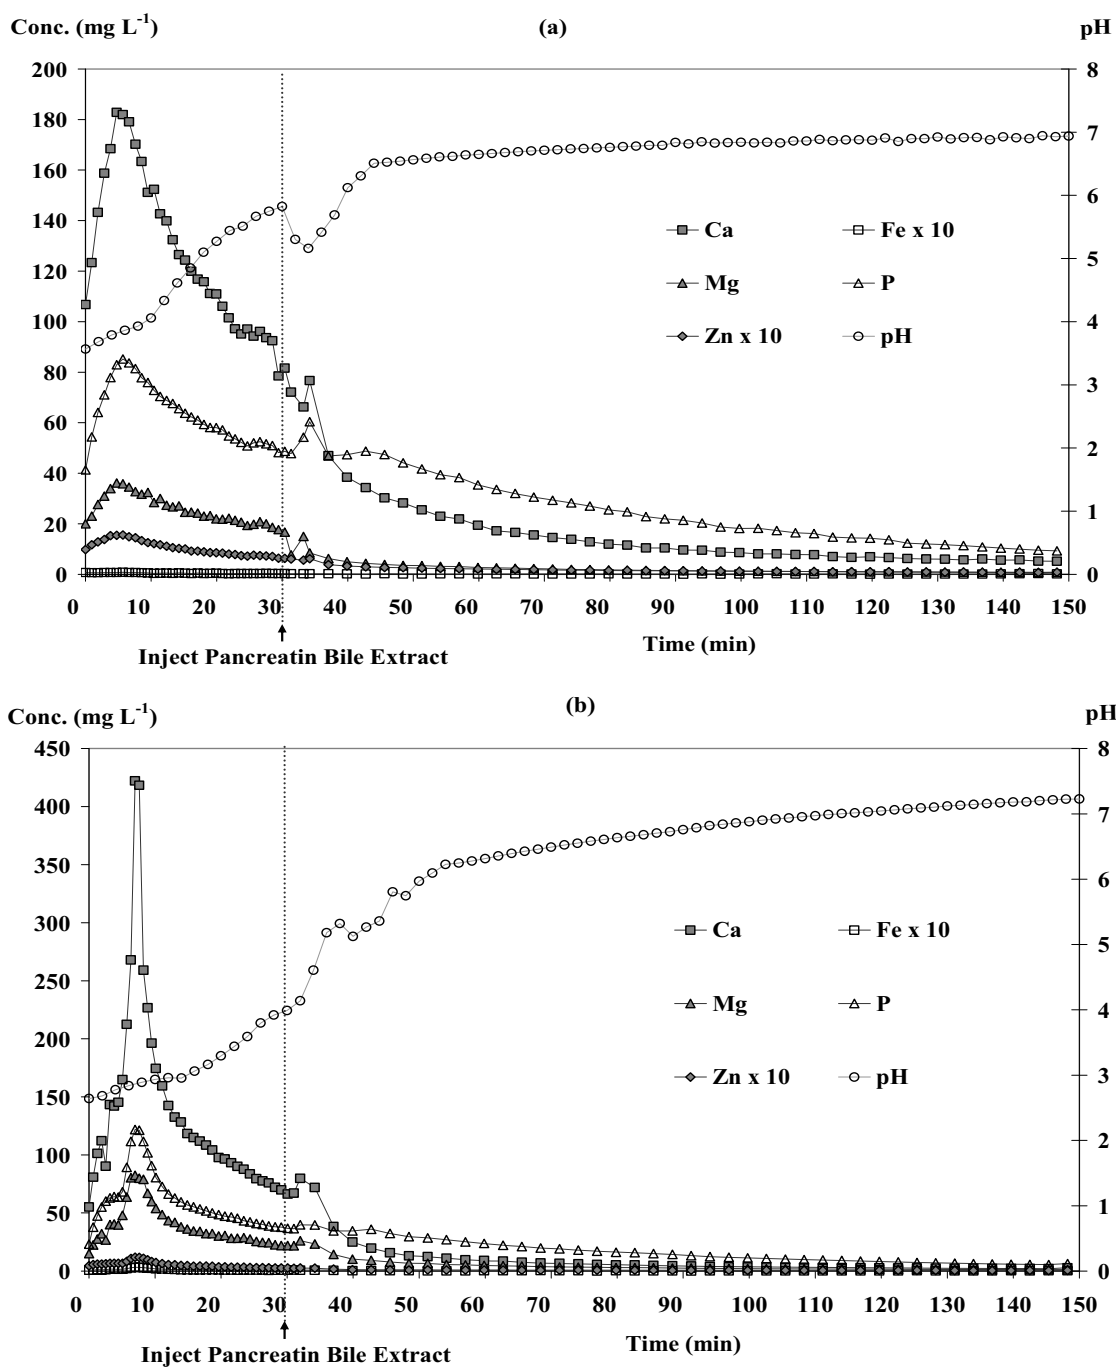 Conc. (mg L-1) (a) pH
200 8
180
160 7
140 6
120 5
100 4
80 3
60
40 2
20 1
0 0
Ca Fe x 10
Mg P
Zn x 10 pH
0 10 20 30 40 50 60 70 80 90 100 110 120 130 140 150
Time (min)
Inject Pancreatin Bile Extract
Conc. (mg L-1) (b) pH
450 8
400 7
350 6
300 5
250 4
200
150 3
100 2
50 1
0 0
Ca Fe x 10
Mg P
Zn x 10 pH
0 10 20 30 40 50 60 70 80 90 100 110 120 130 140 150
Time (min)
Inject Pancreatin Bile Extract